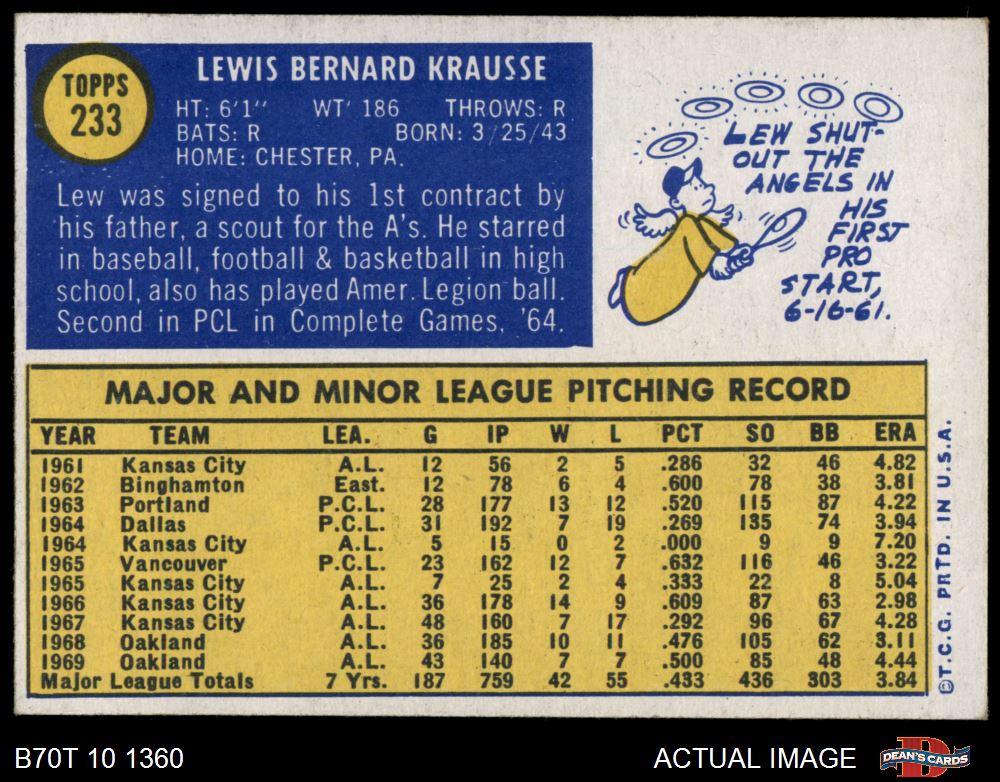 TOPPS
233
LEWIS BERNARD KRAUSSE
HT: 6'1" WT' 186 THROWS: R
BATS: R BORN: 3/25/43
HOME: CHESTER, PA.
Lew was signed to his 1st contract by
his father, a scout for the A's. He starred
in baseball, football & basketball in high
school, also has played Amer. Legion ball.
Second in PCL in Complete Games, '64.
LEW SHUT-
OUT THE
ANGELS IN
HIS
FIRST
PRO
START,
6-16-61.
MAJOR AND MINOR LEAGUE PITCHING RECORD
YEAR TEAM LEA. G IP W L PCT SO BB ERA
1961 Kansas City A.L. 12 56 2 5 .286 32 46 4.82
1962 Binghamton East. 12 78 6 4 .600 78 38 3.81
1963 Portland P.C.L. 28 177 13 12 .520 115 87 4.22
1964 Dallas P.C.L. 31 192 7 19 .269 135 74 3.94
1964 Kansas City A.L. 5 15 0 2 .000 9 9 7.20
1965 Vancouver P.C.L. 23 162 12 7 .632 116 46 3.22
1965 Kansas City A.L. 7 25 2 4 .333 22 8 5.04
1966 Kansas City A.L. 36 178 14 9 .609 87 63 2.98
1967 Kansas City A.L. 48 160 7 17 .292 96 67 4.28
1968 Oakland A.L. 36 185 10 11 .476 105 62 3.11
1969 Oakland A.L. 43 140 7 7 .500 85 48 4.44
Major League Totals 7 Yrs. 187 759 42 55 .433 436 303 3.84
©T.C.G. PRTD. IN U.S.A.
B70T 10 1360 ACTUAL IMAGE DEAN'S CARDS